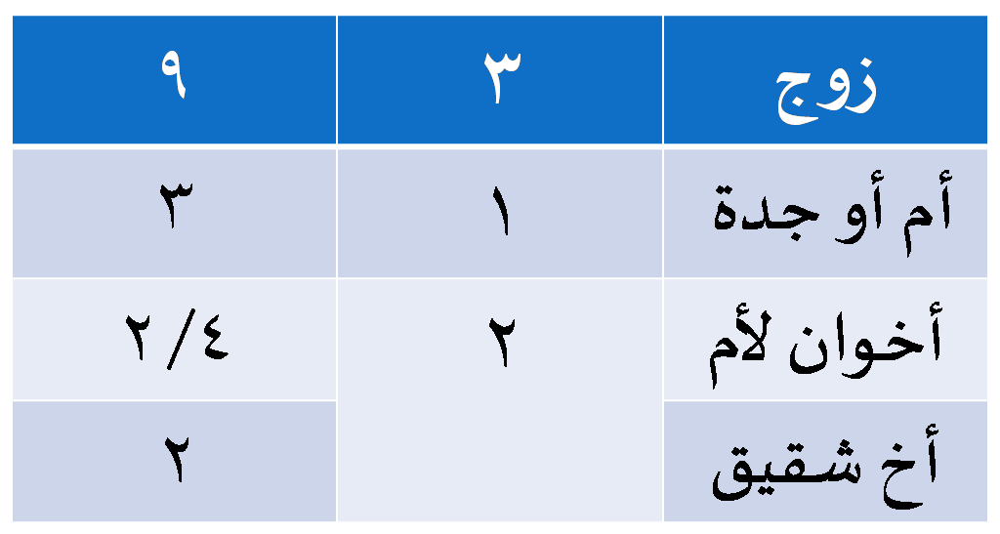 زوج ٣ ٩
أم أو جدة ١ ٣
أخوان لأم ٢ ٤/ ٢
أخ شقيق ٢